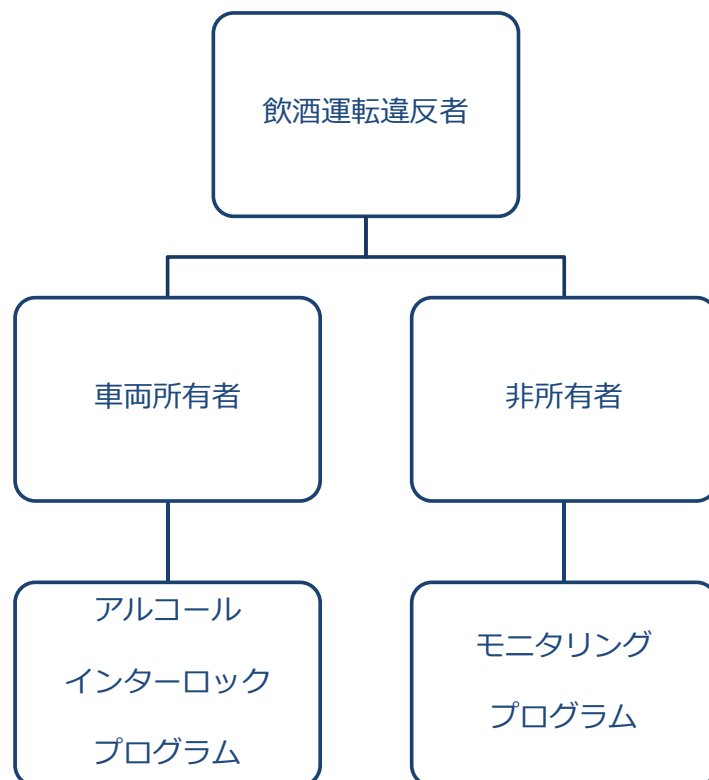 飲酒運転違反者
車両所有者
非所有者
アルコール
インターロック
プログラム
モニタリング
プログラム